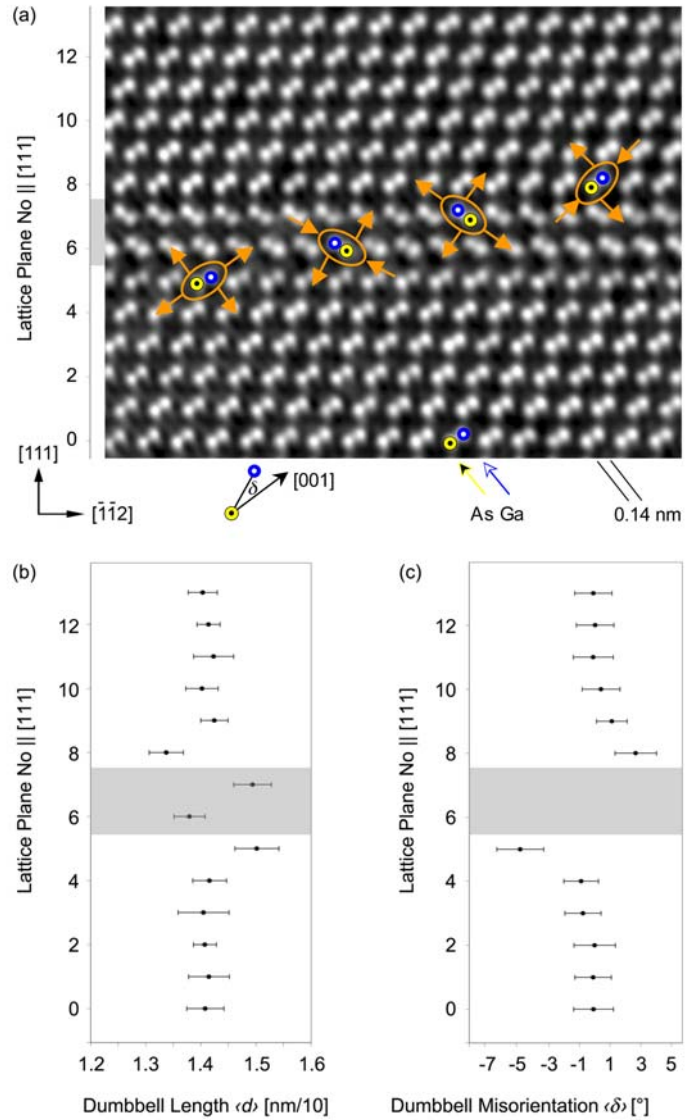 (a)
Lattice Plane No || [111]
12
10
8
6
4
2
0
[111]
[1̄1̄2]
δ
[001]
As Ga
0.14 nm
(b)
Lattice Plane No || [111]
12
10
8
6
4
2
0
1.2 1.3 1.4 1.5 1.6
Dumbbell Length ‹d› [nm/10]
(c)
Lattice Plane No || [111]
12
10
8
6
4
2
0
-7 -5 -3 -1 1 3 5
Dumbbell Misorientation ‹δ› [°]